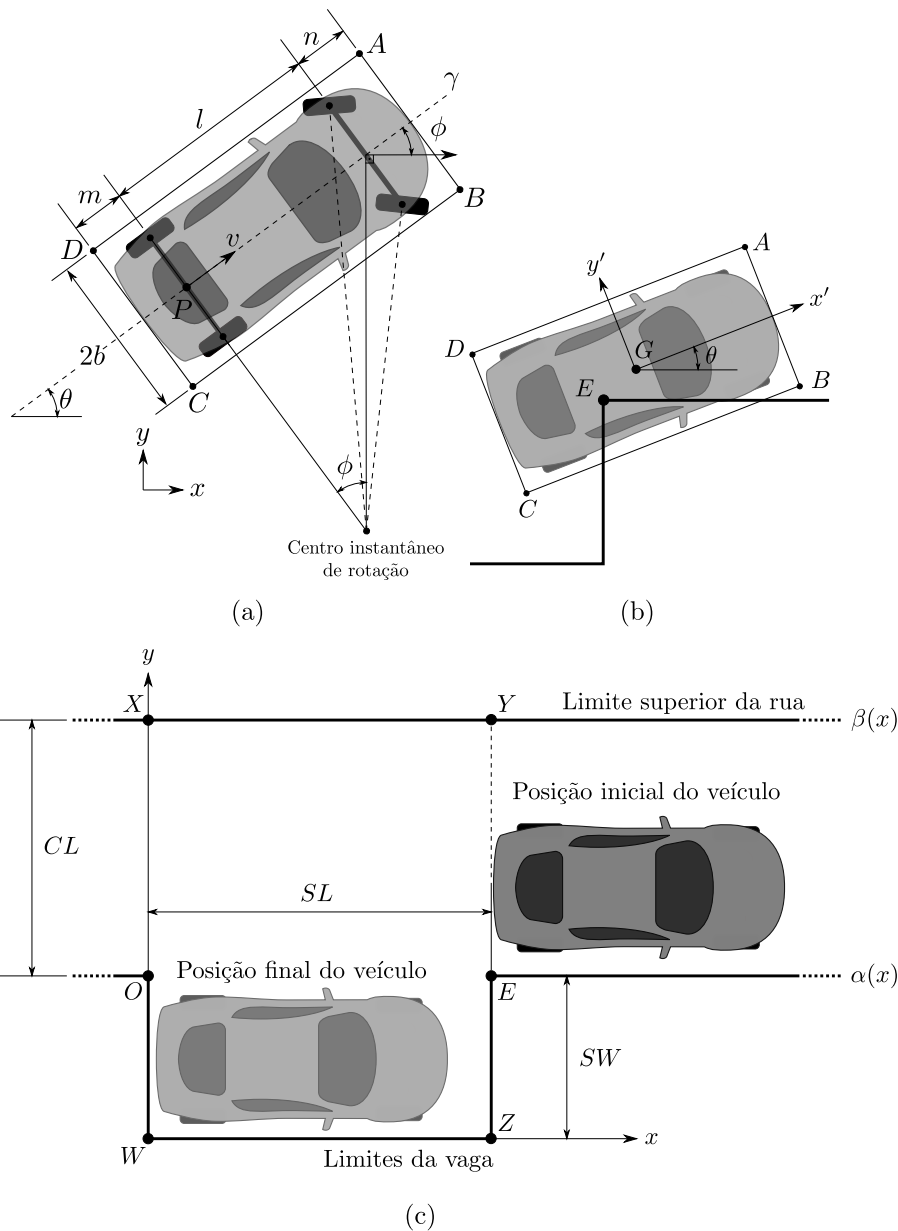 n
A
γ
l
ϕ
m
B
D
v
y′
A
x′
P
D
G
θ
2b
E
B
θ
C
y
ϕ
x
C
Centro instantâneo
de rotação
(a)
(b)
y
X
Y
Limite superior da rua
β(x)
Posição inicial do veículo
CL
SL
Posição final do veículo
α(x)
O
E
SW
Z
x
W
Limites da vaga
(c)